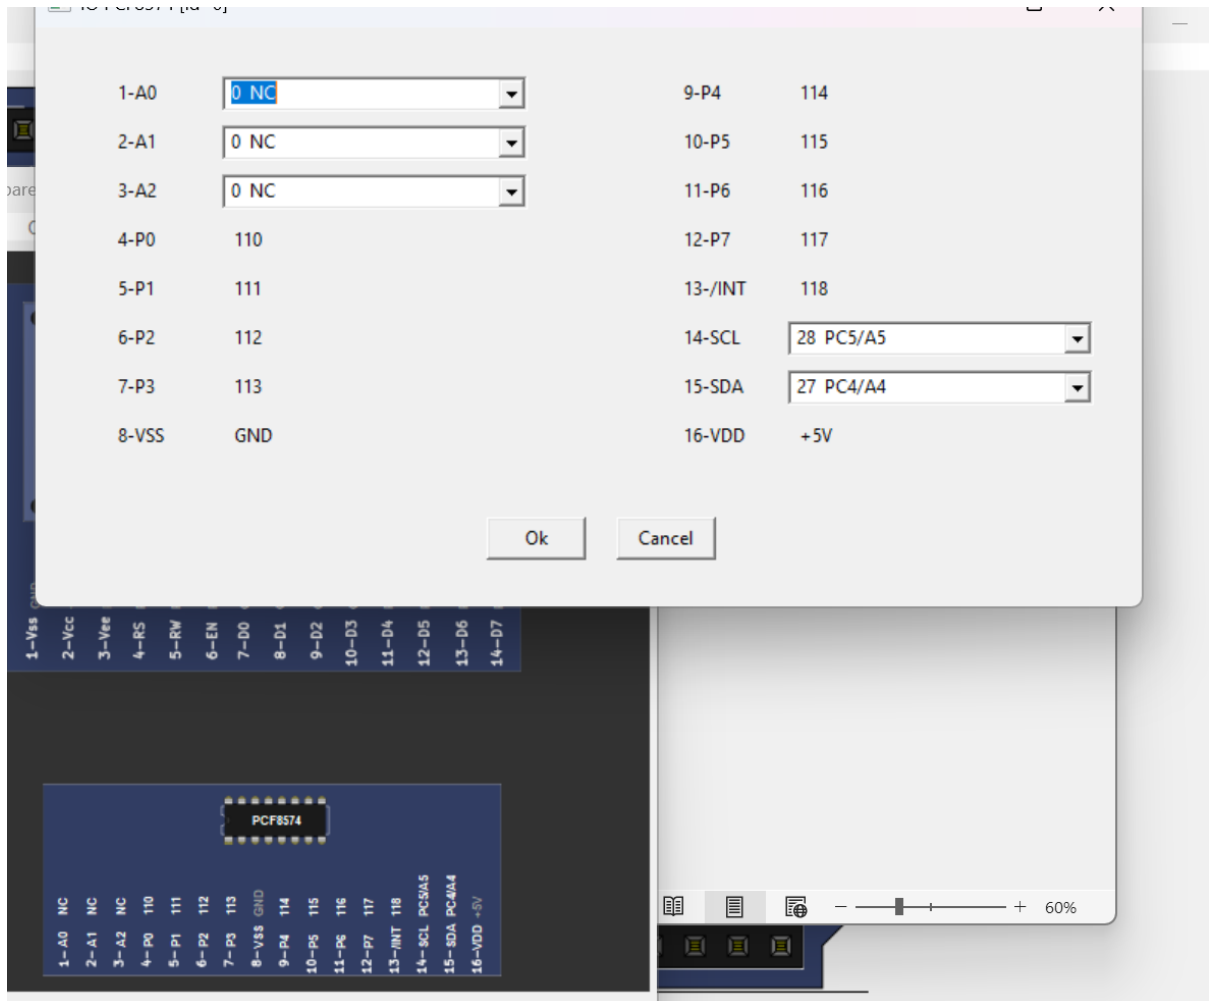 1-A0 0 NC
2-A1 0 NC
3-A2 0 NC
4-P0 110
5-P1 111
6-P2 112
7-P3 113
8-VSS GND
9-P4 114
10-P5 115
11-P6 116
12-P7 117
13-/INT 118
14-SCL 28 PC5/A5
15-SDA 27 PC4/A4
16-VDD +5V
Ok Cancel
1-Vss
2-Vcc
3-Vee
4-RS
5-RW
6-EN
7-D0
8-D1
9-D2
10-D3
11-D4
12-D5
13-D6
14-D7
PCF8574
1-A0 NC
2-A1 NC
3-A2 NC
4-P0 110
5-P1 111
6-P2 112
7-P3 113
8-VSS GND
9-P4 114
10-P5 115
11-P6 116
12-P7 117
13-/INT 118
14-SCL PC5/A5
15-SDA PC4/A4
16-VDD +5V
60%